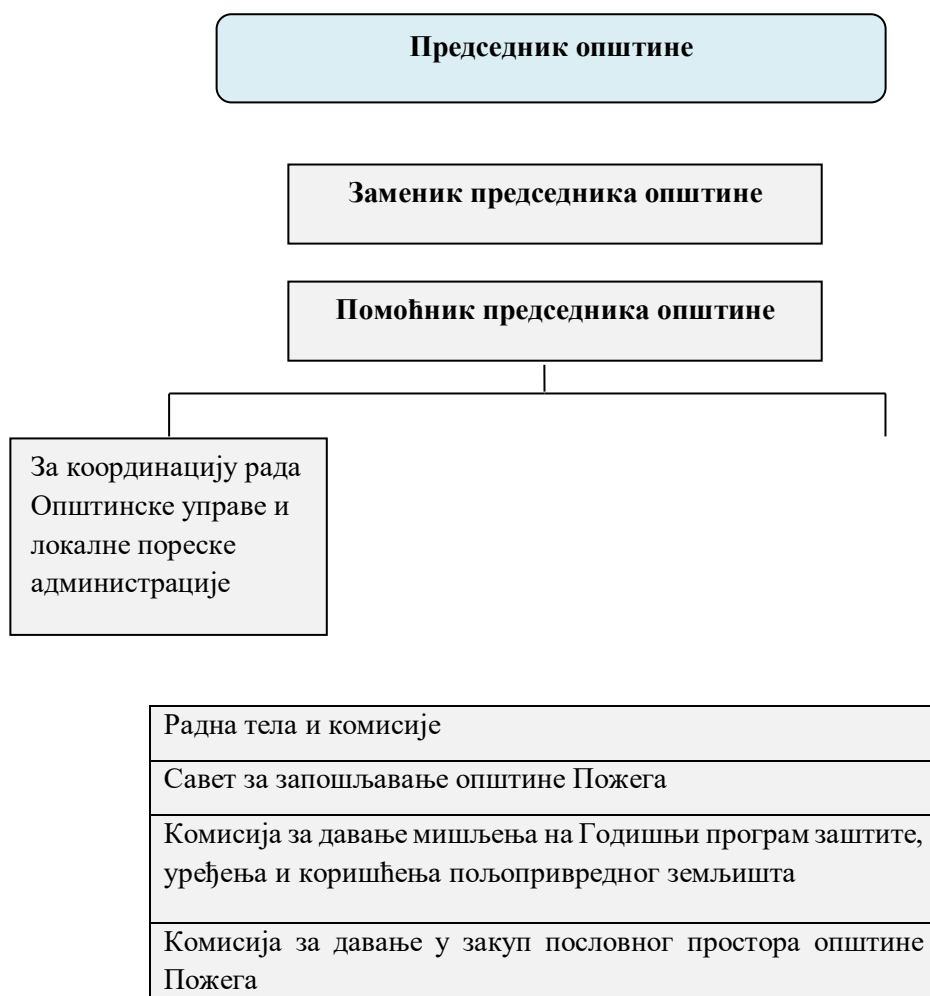 Председник општине
Заменик председника општине
Помоћник председника општине
За координацију рада
Општинске управе и
локалне пореске
администрације
Радна тела и комисије
Савет за запошљавање општине Пожега
Комисија за давање мишљења на Годишњи програм заштите,
уређења и коришћења пољопривредног земљишта
Комисија за давање у закуп пословног простора општине
Пожега